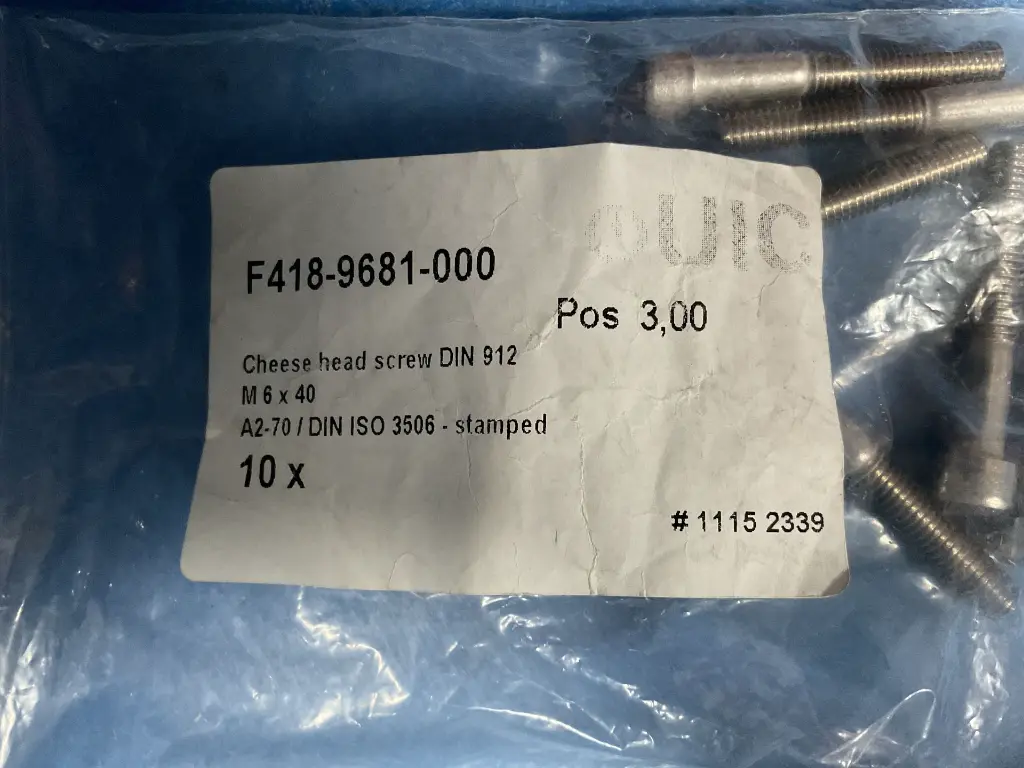 UIC
F418-9681-000
Pos 3,00
Cheese head screw DIN 912
M 6 x 40
A2-70 / DIN ISO 3506 - stamped
10 x
# 1115 2339